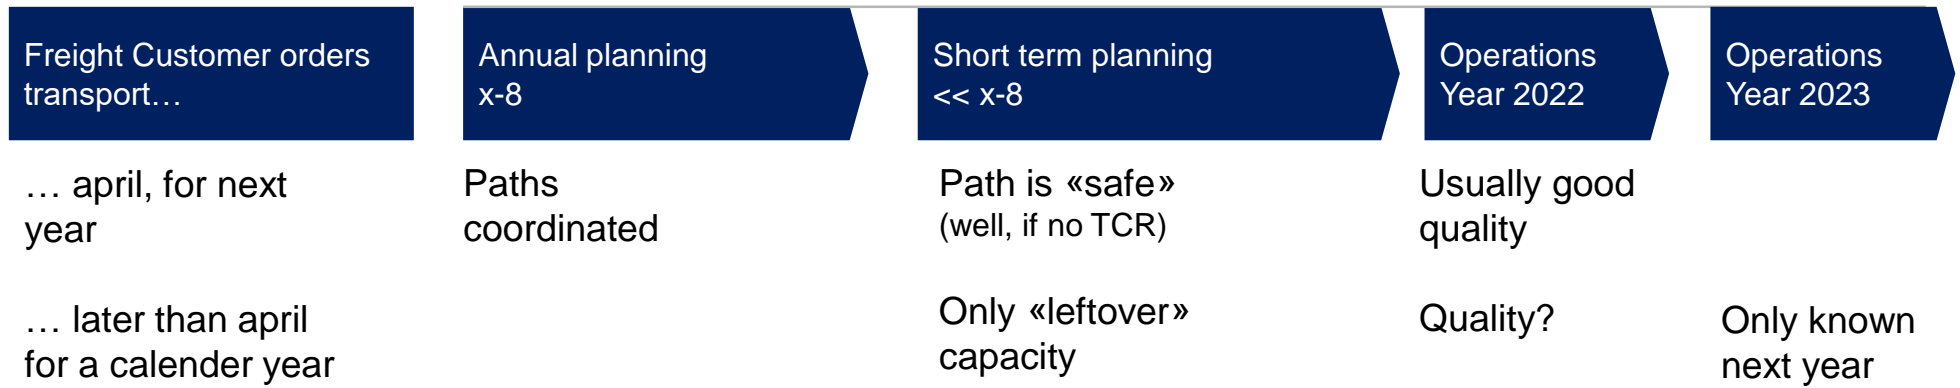 Freight Customer orders
transport…
Annual planning
x-8
Short term planning
<< x-8
Operations
Year 2022
Operations
Year 2023
… april, for next
year
Paths
coordinated
Path is «safe»
(well, if no TCR)
Usually good
quality
… later than april
for a calender year
Only «leftover»
capacity
Quality?
Only known
next year